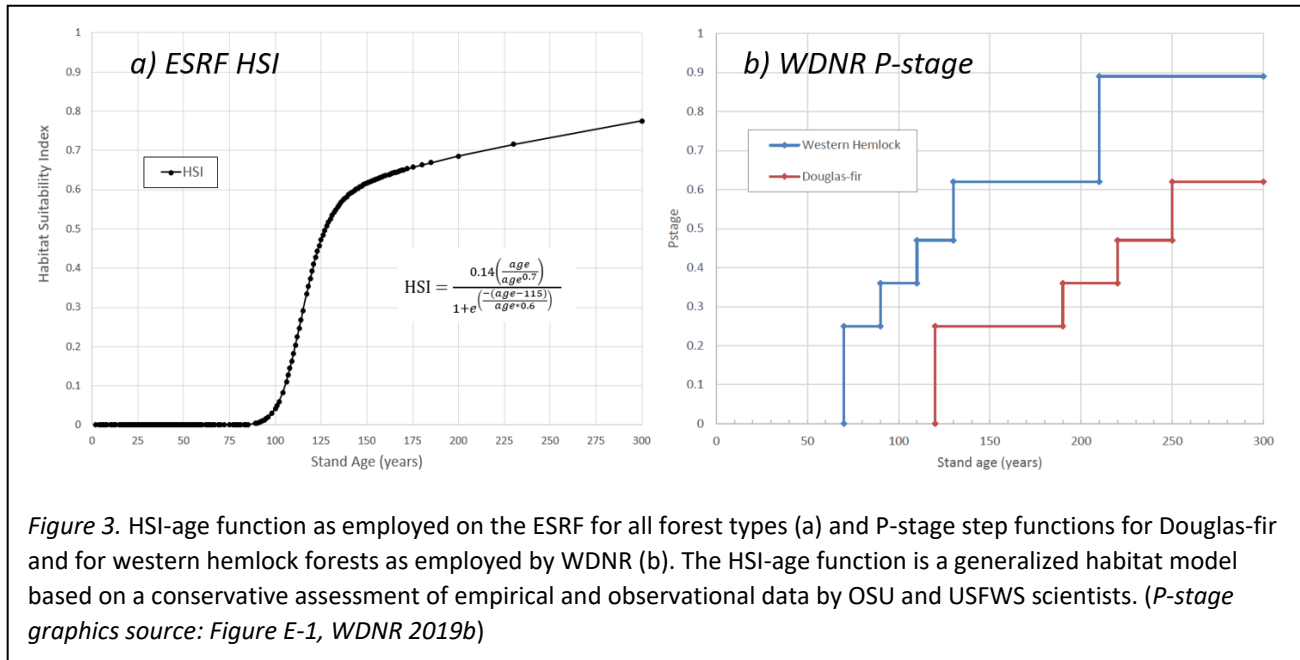 a) ESRF HSI
1
0.9
0.8
0.7
0.6
0.5
0.4
0.3
0.2
0.1
0
Habitat Suitability Index
HSI
HSI = 0.14(age/age^0.7) / 1+e^(-(age-115)/age*0.6)
0 25 50 75 100 125 150 175 200 225 250 275 300
Stand Age (years)
b) WDNR P-stage
1
0.9
0.8
0.7
0.6
0.5
0.4
0.3
0.2
0.1
0
Pstage
Western Hemlock
Douglas-fir
0 50 100 150 200 250 300
Stand age (years)
Figure 3. HSI-age function as employed on the ESRF for all forest types (a) and P-stage step functions for Douglas-fir
and for western hemlock forests as employed by WDNR (b). The HSI-age function is a generalized habitat model
based on a conservative assessment of empirical and observational data by OSU and USFWS scientists. (P-stage
graphics source: Figure E-1, WDNR 2019b)